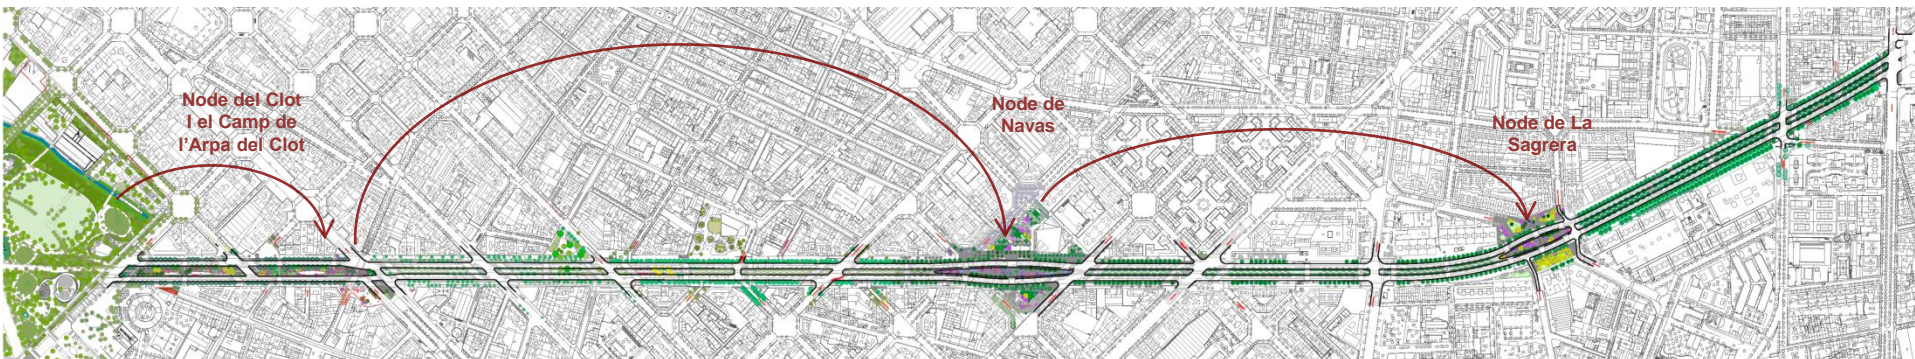 Node del Clot
I el Camp de
l'Arpa del Clot
Node de
Navas
Node de La
Sagrera